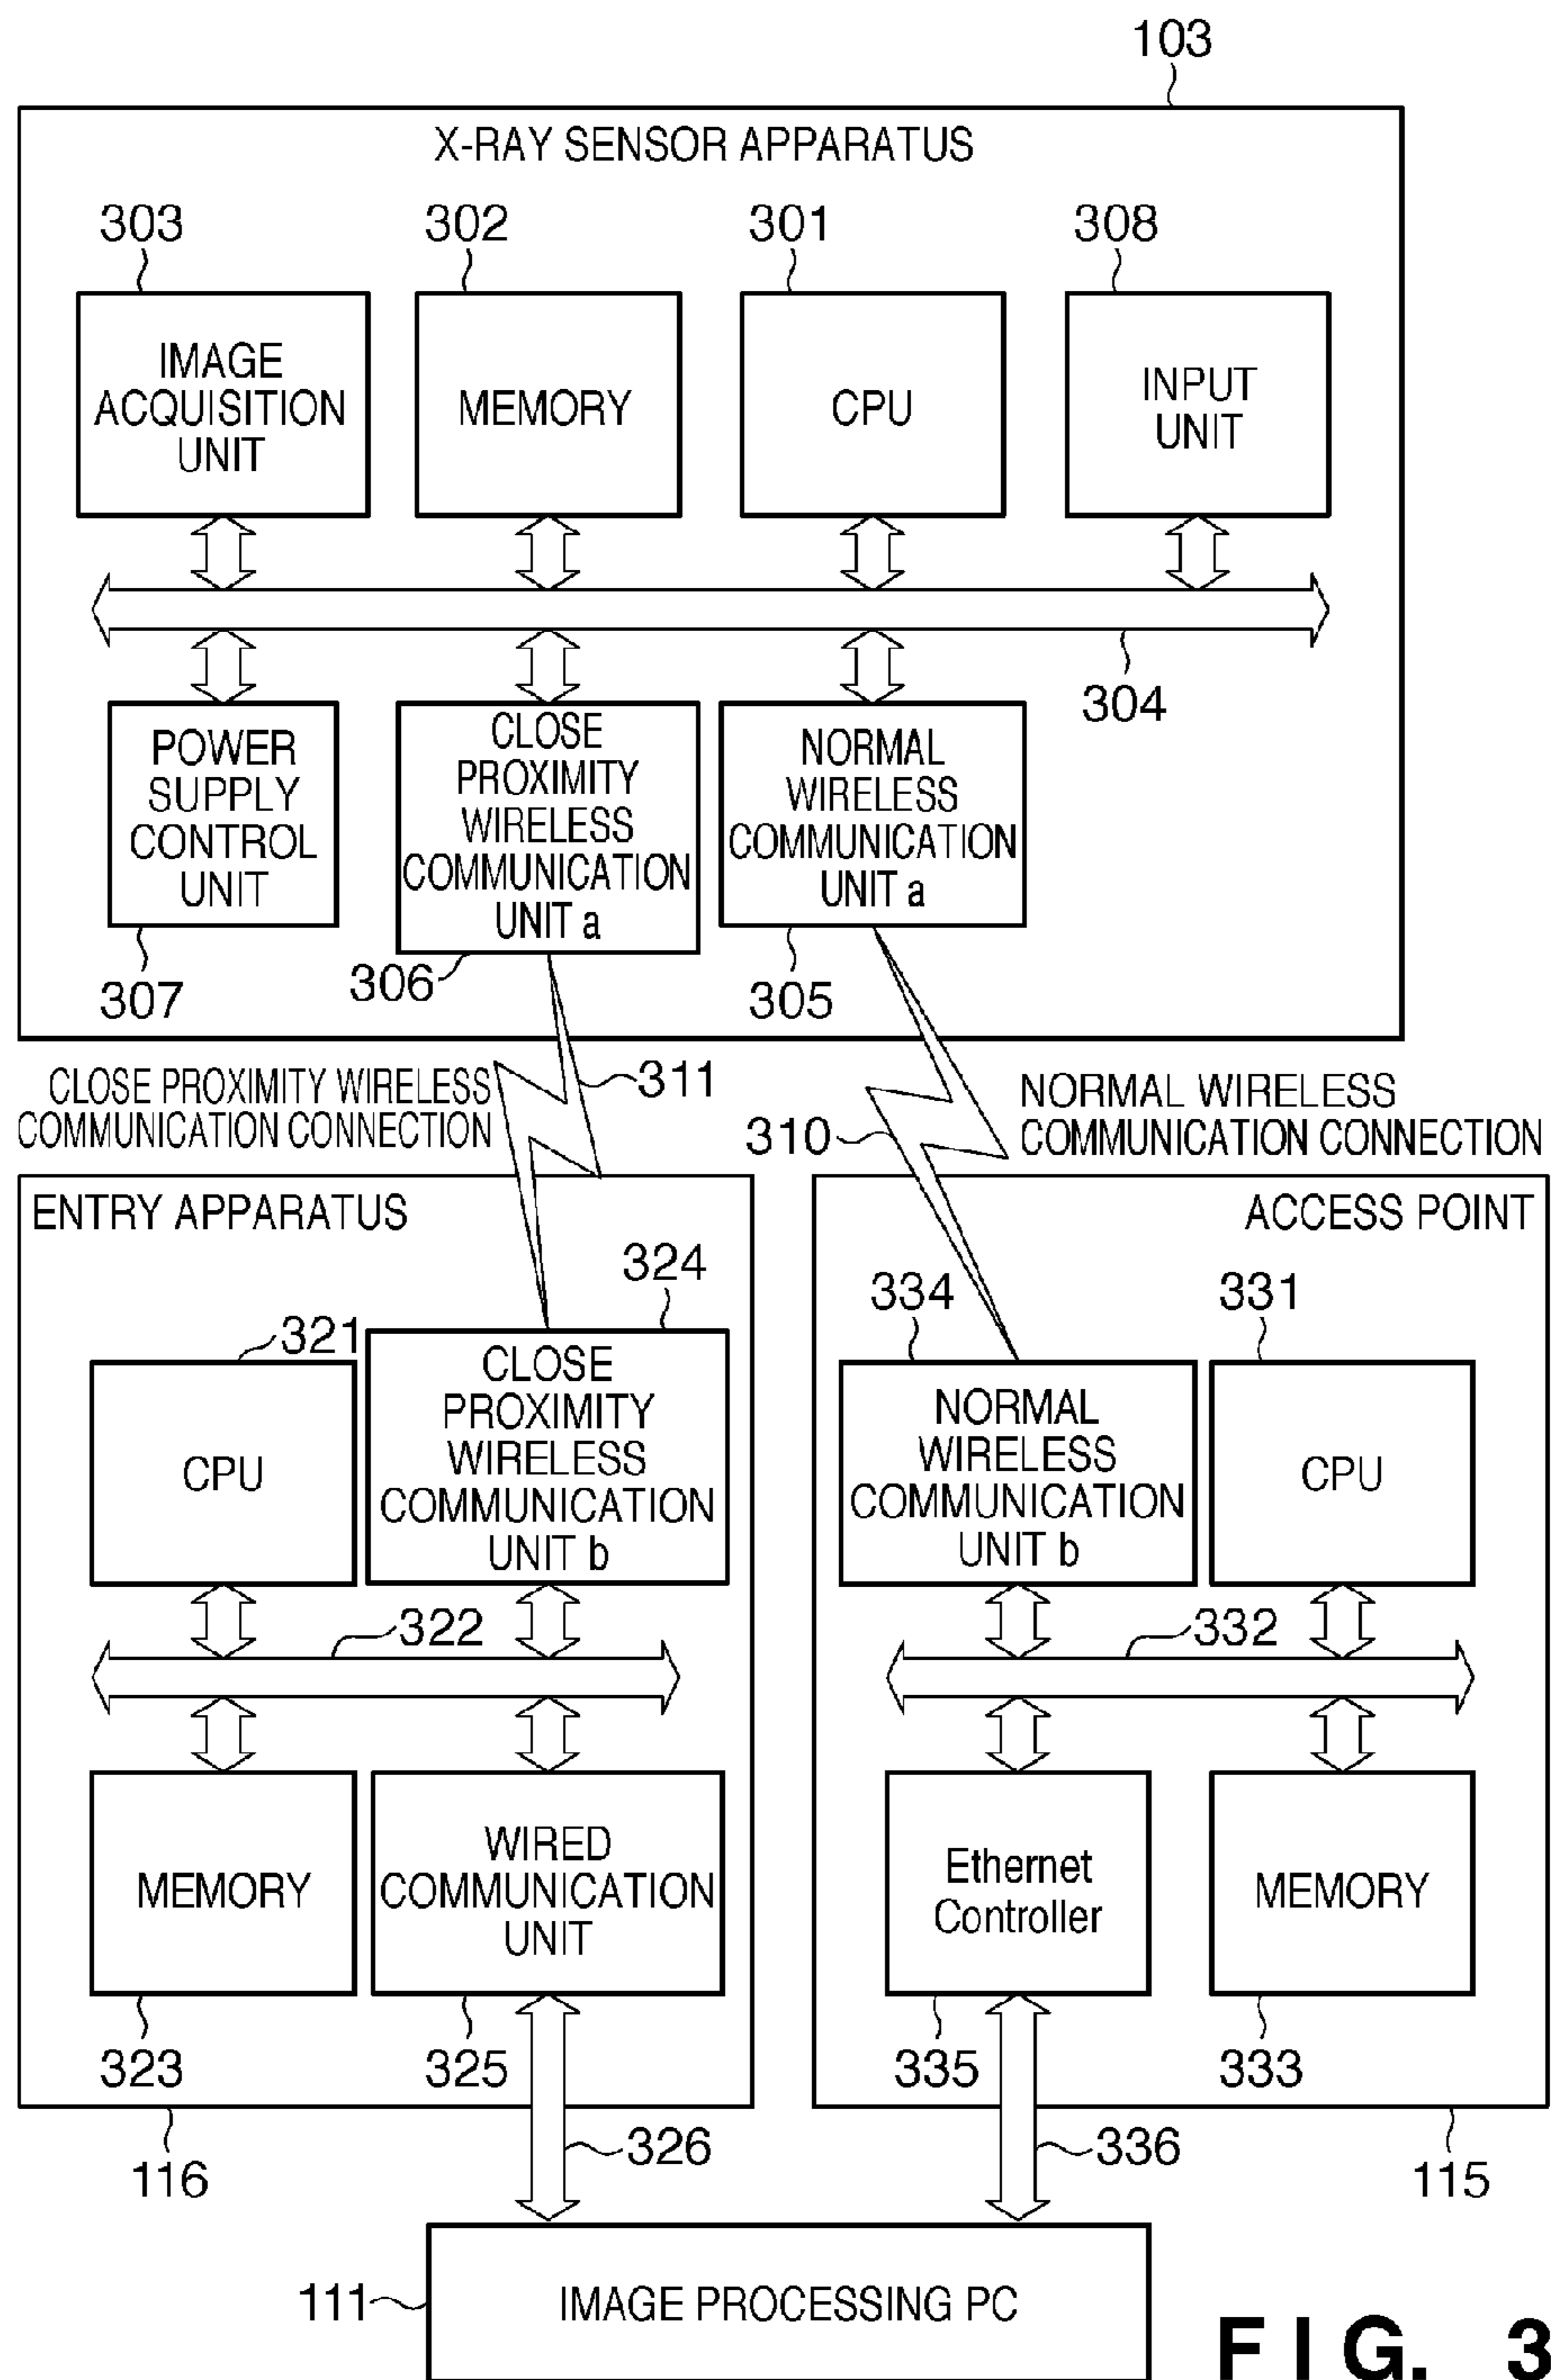 103
X-RAY SENSOR APPARATUS
303
302
301
308
IMAGE
ACQUISITION
UNIT
MEMORY
CPU
INPUT
UNIT
304
POWER
SUPPLY
CONTROL
UNIT
CLOSE
PROXIMITY
WIRELESS
COMMUNICATION
UNIT a
NORMAL
WIRELESS
COMMUNICATION
UNIT a
307
306
305
CLOSE PROXIMITY WIRELESS
COMMUNICATION CONNECTION
311
310
NORMAL WIRELESS
COMMUNICATION CONNECTION
ENTRY APPARATUS
324
321
CPU
CLOSE
PROXIMITY
WIRELESS
COMMUNICATION
UNIT b
322
MEMORY
WIRED
COMMUNICATION
UNIT
323
325
116
326
ACCESS POINT
334
331
NORMAL
WIRELESS
COMMUNICATION
UNIT b
CPU
332
Ethernet
Controller
MEMORY
335
333
336
115
111
IMAGE PROCESSING PC
FIG. 3